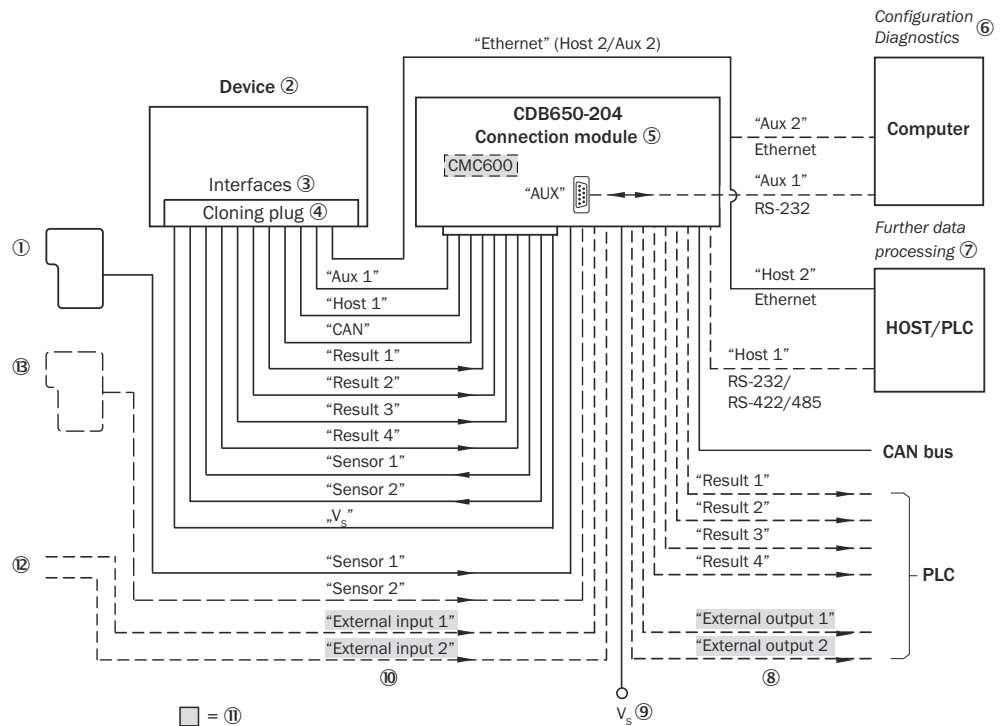 Configuration
Diagnostics ⑥
"Ethernet" (Host 2/Aux 2)
Device ②
CDB650-204
Connection module ⑤
CMC600
"AUX"
"Aux 2"
Ethernet
Computer
"Aux 1"
RS-232
Interfaces ③
Cloning plug ④
①
Further data
processing ⑦
"Aux 1"
"Host 2"
Ethernet
HOST/PLC
"Host 1"
"CAN"
"Result 1"
"Host 1"
RS-232/
RS-422/485
⑬
"Result 2"
"Result 3"
"Result 4"
CAN bus
"Sensor 1"
"Sensor 2"
„Vs"
"Result 1"
"Result 2"
"Result 3"
"Result 4"
PLC
⑫
"Sensor 1"
"Sensor 2"
"External input 1"
"External input 2"
"External output 1"
"External output 2
⑩
⑧
= ⑪
Vs ⑨